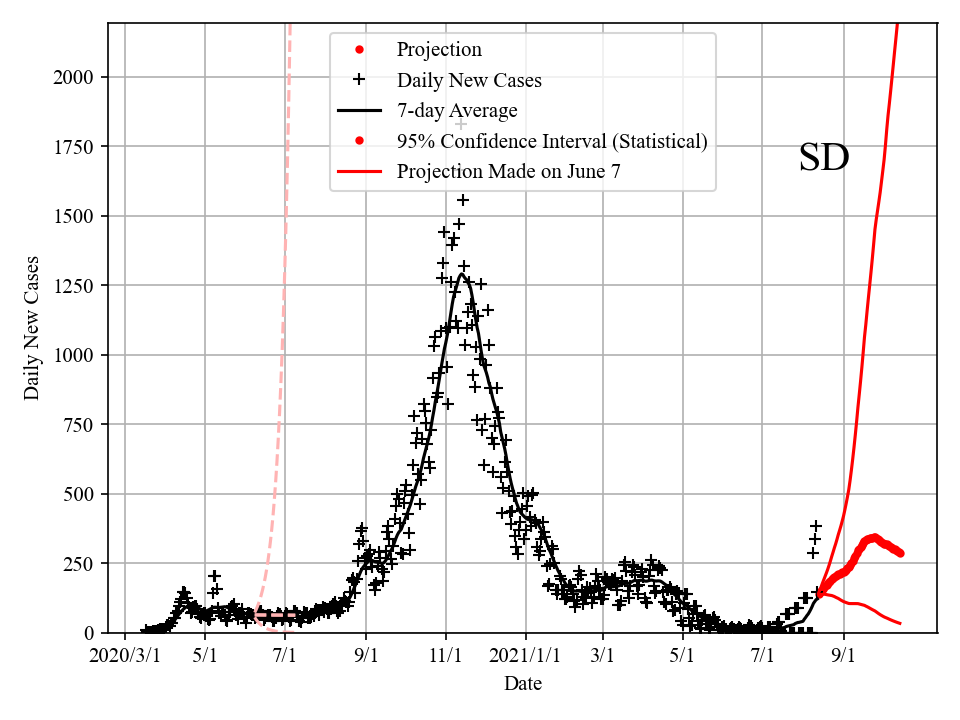 Projection
Daily New Cases
7-day Average
95% Confidence Interval (Statistical)
Projection Made on June 7
SD
Daily New Cases
2000
1750
1500
1250
1000
750
500
250
0
2020/3/1 5/1 7/1 9/1 11/1 2021/1/1 3/1 5/1 7/1 9/1
Date